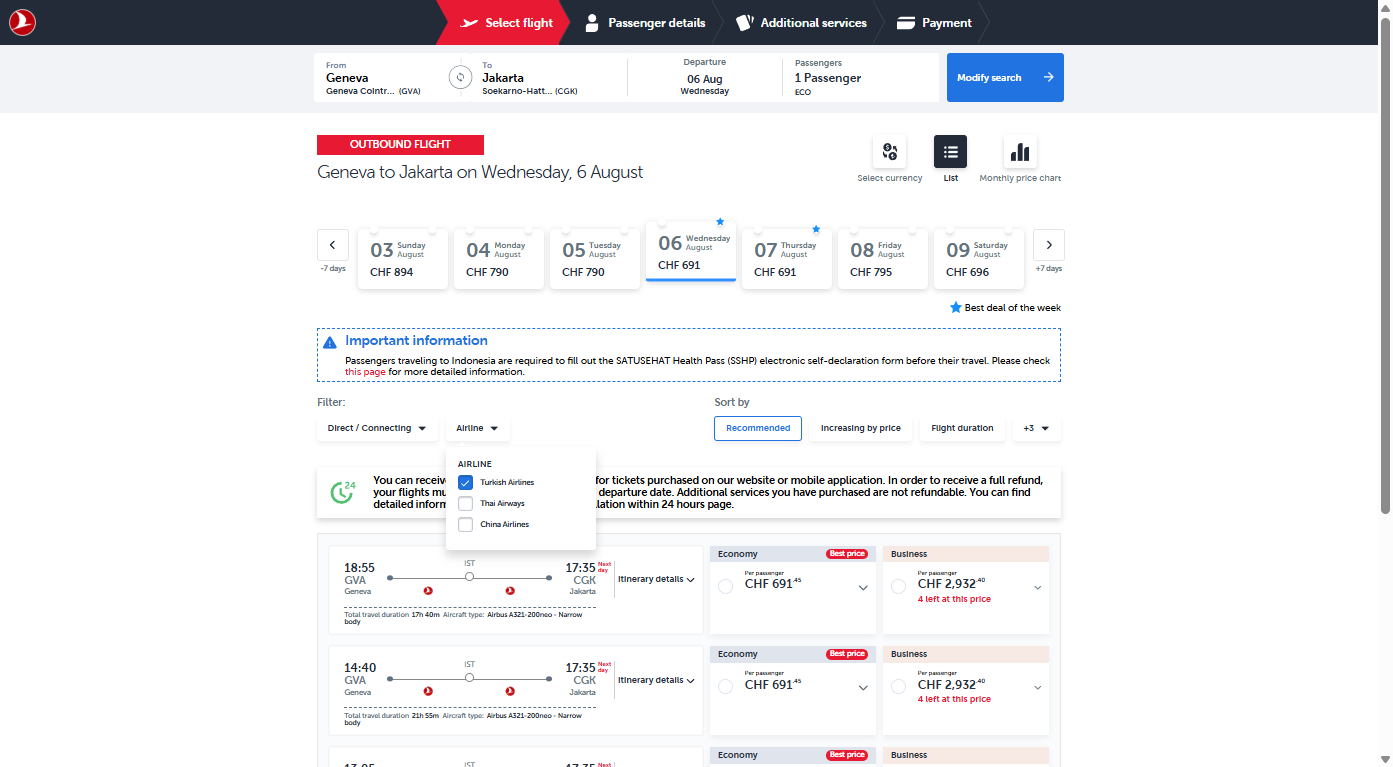 Select flight
Passenger details
Additional services
Payment
From
Geneva
Geneva Cointr... (GVA)
To
Jakarta
Soekarno-Hatt... (CGK)
Departure
06 Aug
Wednesday
Passengers
1 Passenger
ECO
Modify search
OUTBOUND FLIGHT
Geneva to Jakarta on Wednesday, 6 August
Select currency
List
Monthly price chart
-7 days
03 Sunday August
CHF 894
04 Monday August
CHF 790
05 Tuesday August
CHF 790
06 Wednesday August
CHF 691
07 Thursday August
CHF 691
08 Friday August
CHF 795
09 Saturday August
CHF 696
+7 days
Best deal of the week
Important information
Passengers traveling to Indonesia are required to fill out the SATUSEHAT Health Pass (SSHP) electronic self-declaration form before their travel. Please check
this page for more detailed information.
Filter:
Direct / Connecting
Airline
Sort by
Recommended
Increasing by price
Flight duration
+3
AIRLINE
Turkish Airlines
Thai Airways
China Airlines
24
You can receiv for tickets purchased on our website or mobile application. In order to receive a full refund,
your flights mu departure date. Additional services you have purchased are not refundable. You can find
detailed inform lation within 24 hours page.
18:55
GVA
Geneva
IST
17:35 Next day
CGK
Jakarta
Itinerary details
Total travel duration 17h 40m Aircraft type: Airbus A321-200neo - Narrow
body
Economy
Best price
Per passenger
CHF 691.45
Business
Per passenger
CHF 2,932.40
4 left at this price
14:40
GVA
Geneva
IST
17:35 Next day
CGK
Jakarta
Itinerary details
Total travel duration 21h 55m Aircraft type: Airbus A321-200neo - Narrow
body
Economy
Best price
Per passenger
CHF 691.45
Business
Per passenger
CHF 2,932.40
4 left at this price
IST
Next
Economy
Best price
Business